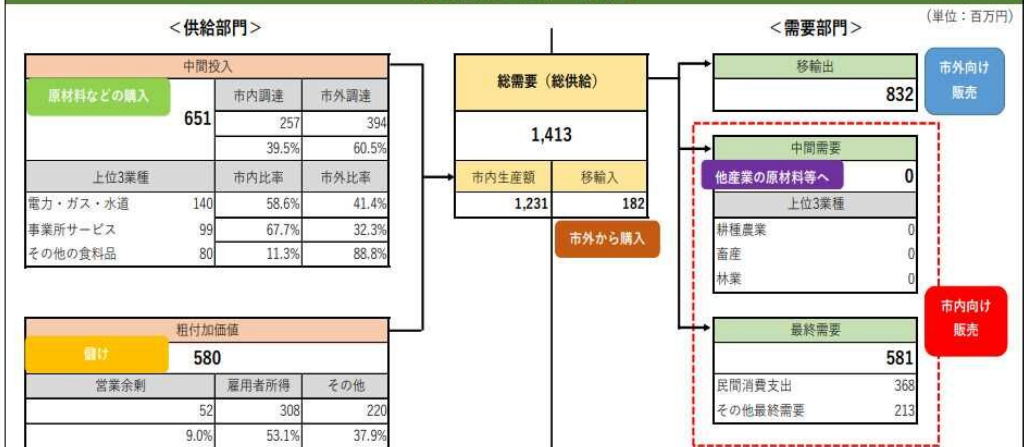 (単位：百万円)
＜供給部門＞
＜需要部門＞
中間投入
原材料などの購入
651
市内調達 市外調達
257 394
39.5% 60.5%
上位3業種 市内比率 市外比率
電力・ガス・水道 140 58.6% 41.4%
事業所サービス 99 67.7% 32.3%
その他の食料品 80 11.3% 88.8%
粗付加価値
儲け
580
営業余剰 雇用者所得 その他
52 308 220
9.0% 53.1% 37.9%
総需要（総供給）
1,413
市内生産額 移輸入
1,231 182
市外から購入
移輸出
832
市外向け
販売
中間需要
他産業の原材料等へ
0
上位3業種
耕種農業 0
畜産 0
林業 0
最終需要
581
民間消費支出 368
その他最終需要 213
市内向け
販売